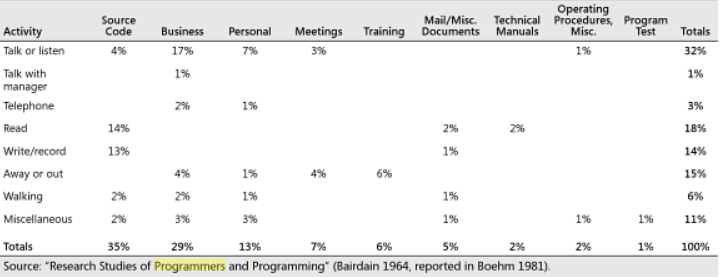 Activity Source Code Business Personal Meetings Training Mail/Misc. Documents Technical Manuals Operating Procedures, Misc. Program Test Totals
Talk or listen 4% 17% 7% 3% 1% 32%
Talk with manager 1% 1%
Telephone 2% 1% 3%
Read 14% 2% 2% 18%
Write/record 13% 1% 14%
Away or out 4% 1% 4% 6% 15%
Walking 2% 2% 1% 1% 6%
Miscellaneous 2% 3% 3% 1% 1% 1% 11%
Totals 35% 29% 13% 7% 6% 5% 2% 2% 1% 100%
Source: "Research Studies of Programmers and Programming" (Bairdain 1964, reported in Boehm 1981).